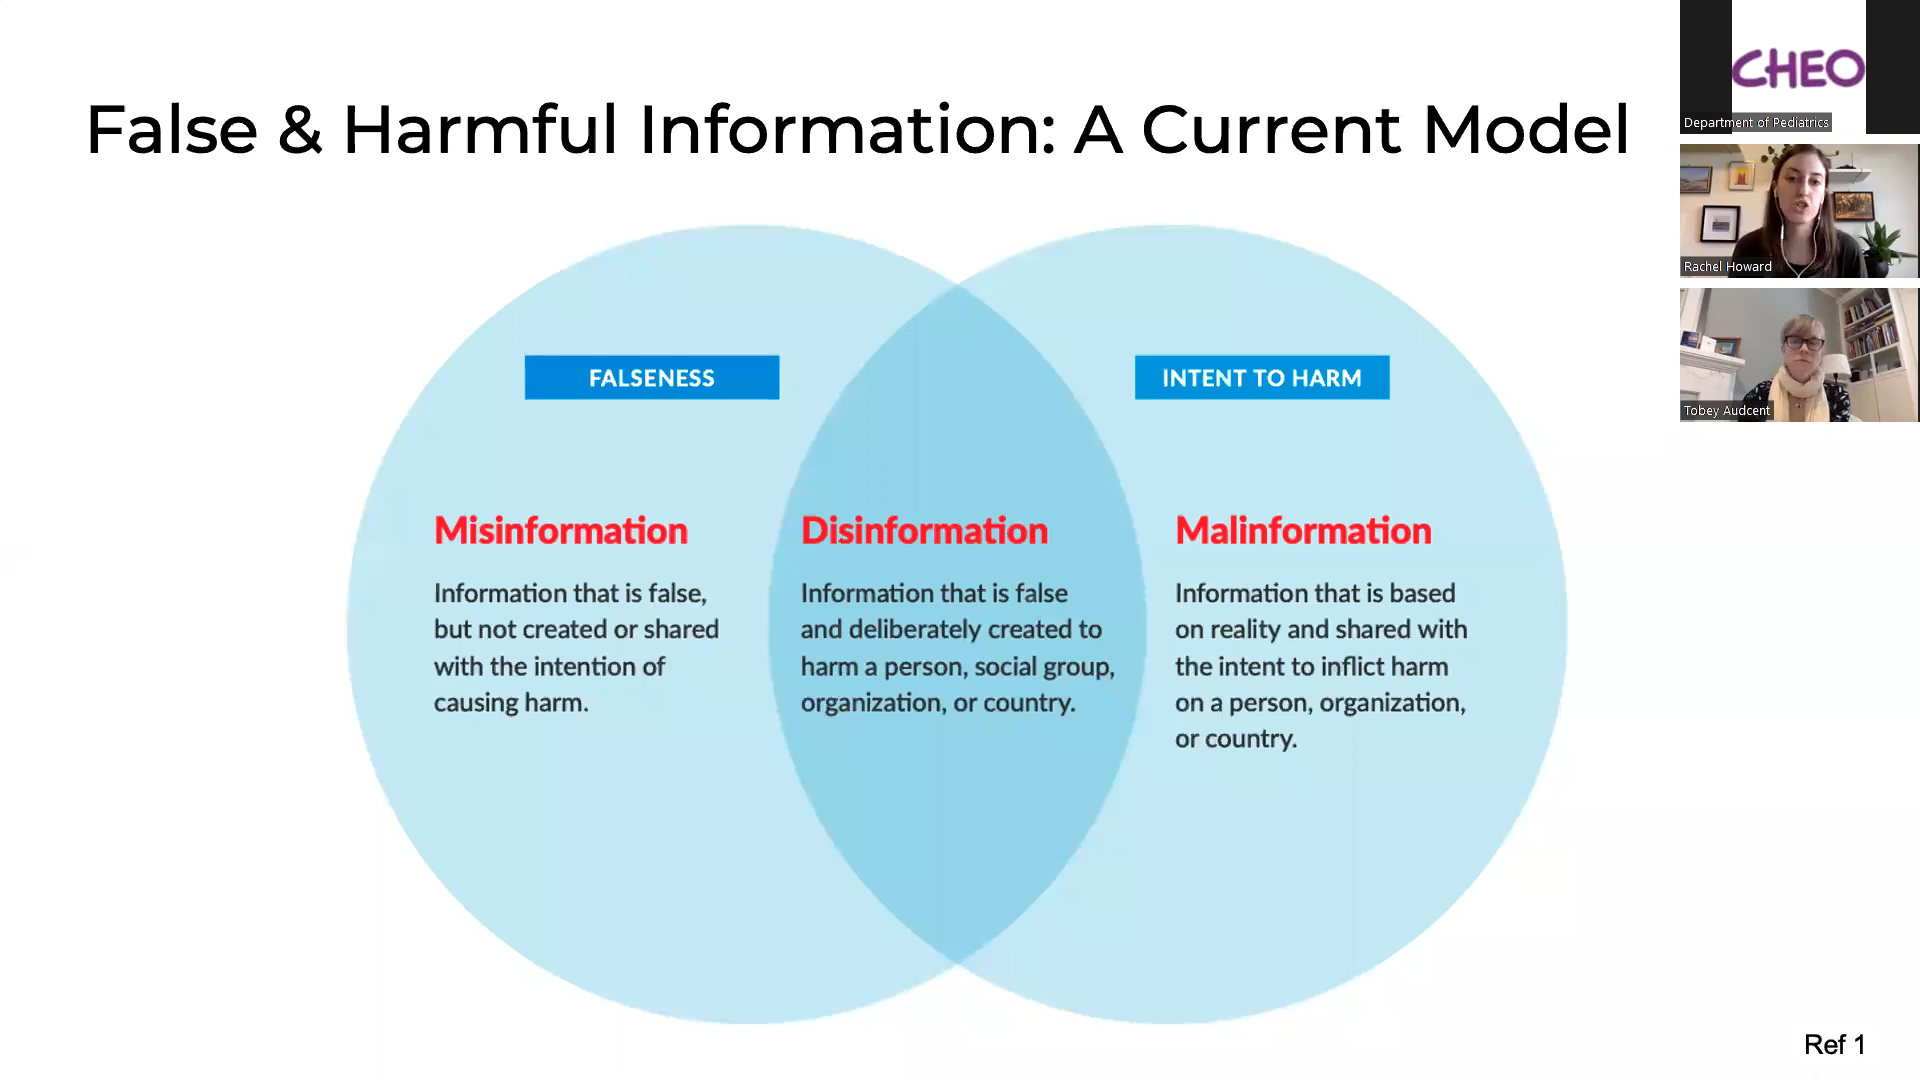 False & Harmful Information: A Current Model
FALSENESS
Misinformation
Information that is false,
but not created or shared
with the intention of
causing harm.
Disinformation
Information that is false
and deliberately created to
harm a person, social group,
organization, or country.
INTENT TO HARM
Malinformation
Information that is based
on reality and shared with
the intent to inflict harm
on a person, organization,
or country.
Ref 1
CHEO
Department of Pediatrics
Rachel Howard
Tobey Audcent